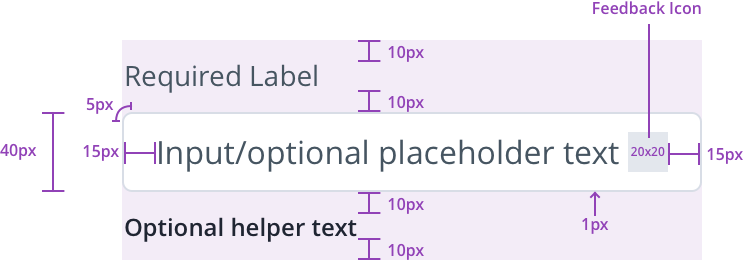 Feedback Icon
10px
Required Label
10px
5px
40px
15px
Input/optional placeholder text
20x20
15px
10px
1px
Optional helper text
10px